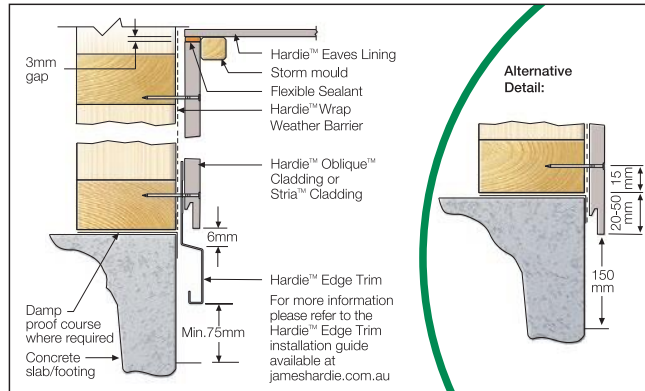 3mm
gap
Hardie™ Eaves Lining
Storm mould
Flexible Sealant
Hardie™Wrap
Weather Barrier
Hardie™ Oblique™
Cladding or
Stria™ Cladding
6mm
Hardie™ Edge Trim
For more information
please refer to the
Hardie™ Edge Trim
installation guide
available at
jameshardie.com.au
Damp
proof course
where required
Concrete
slab/footing
Min.75mm
Alternative
Detail:
15
mm
20-50
mm
150
mm